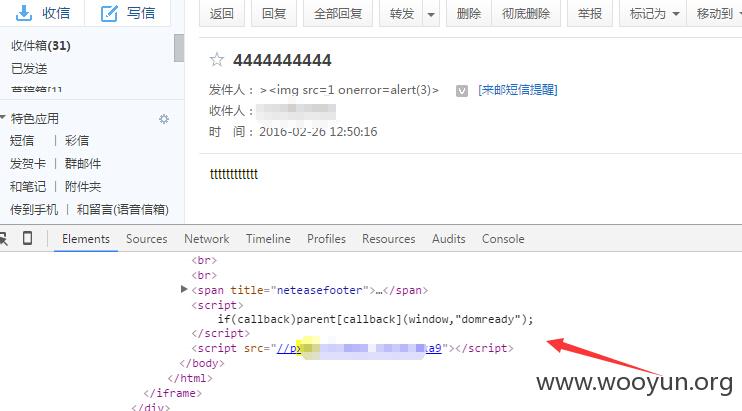 收信 写信 返回 回复 全部回复 转发 删除 彻底删除 举报 标记为 移动到
收件箱(31)
已发送
草稿箱[1]
特色应用
短信 | 彩信
发贺卡 | 群邮件
和笔记 | 附件夹
传到手机 | 和留言(语音信箱)
4444444444
发件人： ><img src=1 onerror=alert(3)> V [来邮短信提醒]
收件人：
时 间： 2016-02-26 12:50:16
tttttttttttt
Elements Sources Network Timeline Profiles Resources Audits Console
<br>
<br>
<span title="neteasefooter">…</span>
<script>
if(callback)parent[callback](window,"domready");
</script>
<script src="//px a9"></script>
</body>
</html>
</iframe>
</div>
www.wooyun.org